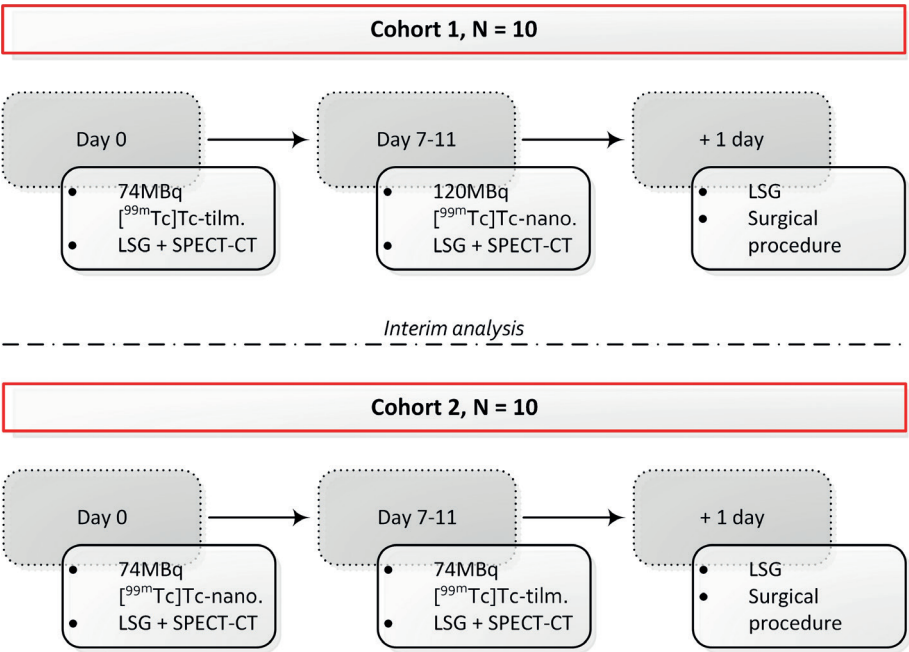 Cohort 1, N = 10
Day 0
• 74MBq
[⁹⁹ᵐTc]Tc-tilm.
• LSG + SPECT-CT
Day 7-11
• 120MBq
[⁹⁹ᵐTc]Tc-nano.
• LSG + SPECT-CT
+ 1 day
• LSG
• Surgical
procedure
Interim analysis
Cohort 2, N = 10
Day 0
• 74MBq
[⁹⁹ᵐTc]Tc-nano.
• LSG + SPECT-CT
Day 7-11
• 74MBq
[⁹⁹ᵐTc]Tc-tilm.
• LSG + SPECT-CT
+ 1 day
• LSG
• Surgical
procedure